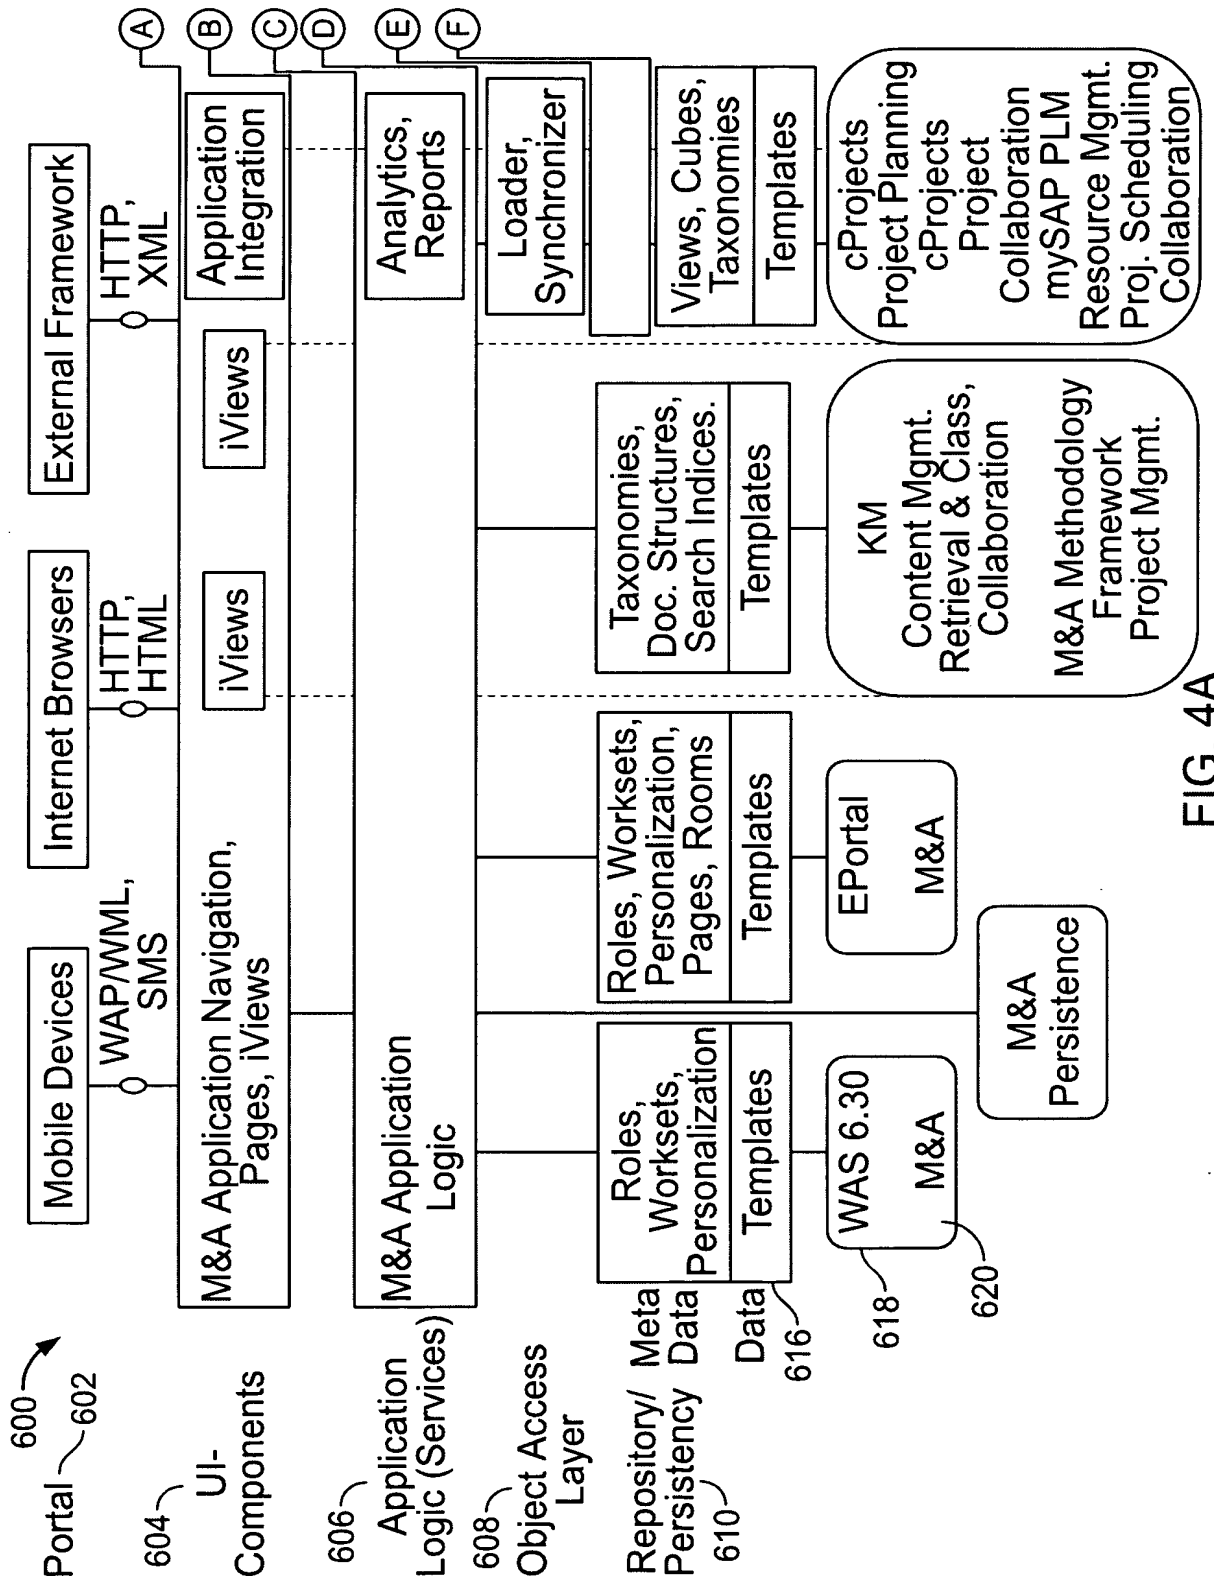 600
Portal 602
Mobile Devices
Internet Browsers
External Framework
WAP/WML,
SMS
HTTP,
HTML
HTTP,
XML
A
604
UI-
Components
M&A Application Navigation,
Pages, iViews
iViews
iViews
Application
Integration
B
C
D
606
Application
Logic (Services)
M&A Application
Logic
Analytics,
Reports
E
F
608
Object Access
Layer
Loader,
Synchronizer
Repository/
Persistency
610
Meta
Data
Data
616
Roles,
Worksets,
Personalization
Templates
Roles, Worksets,
Personalization,
Pages, Rooms
Templates
Taxonomies,
Doc. Structures,
Search Indices.
Templates
Views, Cubes,
Taxonomies
Templates
618
WAS 6.30
M&A
620
EPortal
M&A
M&A
Persistence
KM
Content Mgmt.
Retrieval & Class,
Collaboration
M&A Methodology
Framework
Project Mgmt.
cProjects
Project Planning
cProjects
Project
Collaboration
mySAP PLM
Resource Mgmt.
Proj. Scheduling
Collaboration
FIG. 4A